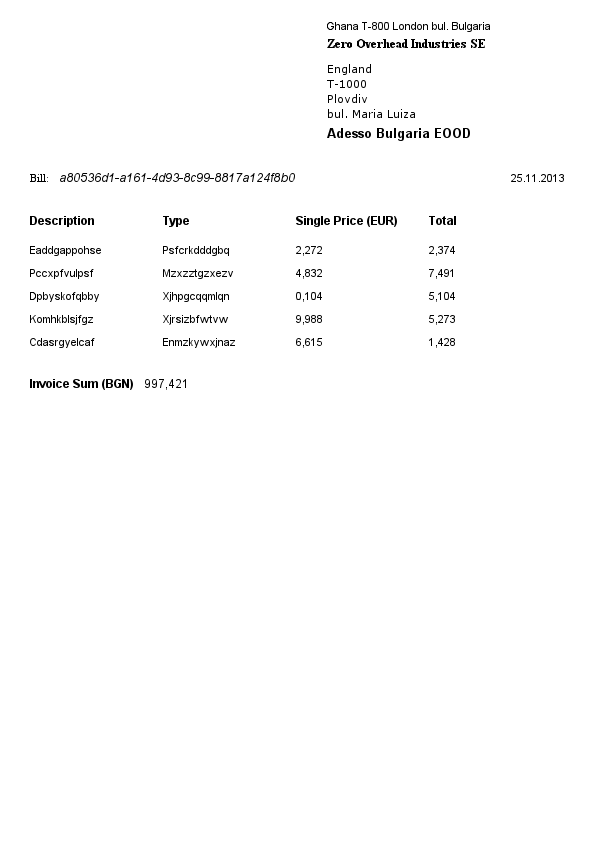 Ghana T-800 London bul. Bulgaria
Zero Overhead Industries SE
England
T-1000
Plovdiv
bul. Maria Luiza
Adesso Bulgaria EOOD
Bill: a80536d1-a161-4d93-8c99-8817a124f8b0 25.11.2013
Description Type Single Price (EUR) Total
Eaddgappohse Psfcrkdddgbq 2,272 2,374
Pccxpfvulpsf Mzxzztgzxezv 4,832 7,491
Dpbyskofqbby Xjhpgcqqmlqn 0,104 5,104
Komhkblsjfgz Xjrsizbfwtvw 9,988 5,273
Cdasrgyelcaf Enmzkywxjnaz 6,615 1,428
Invoice Sum (BGN) 997,421